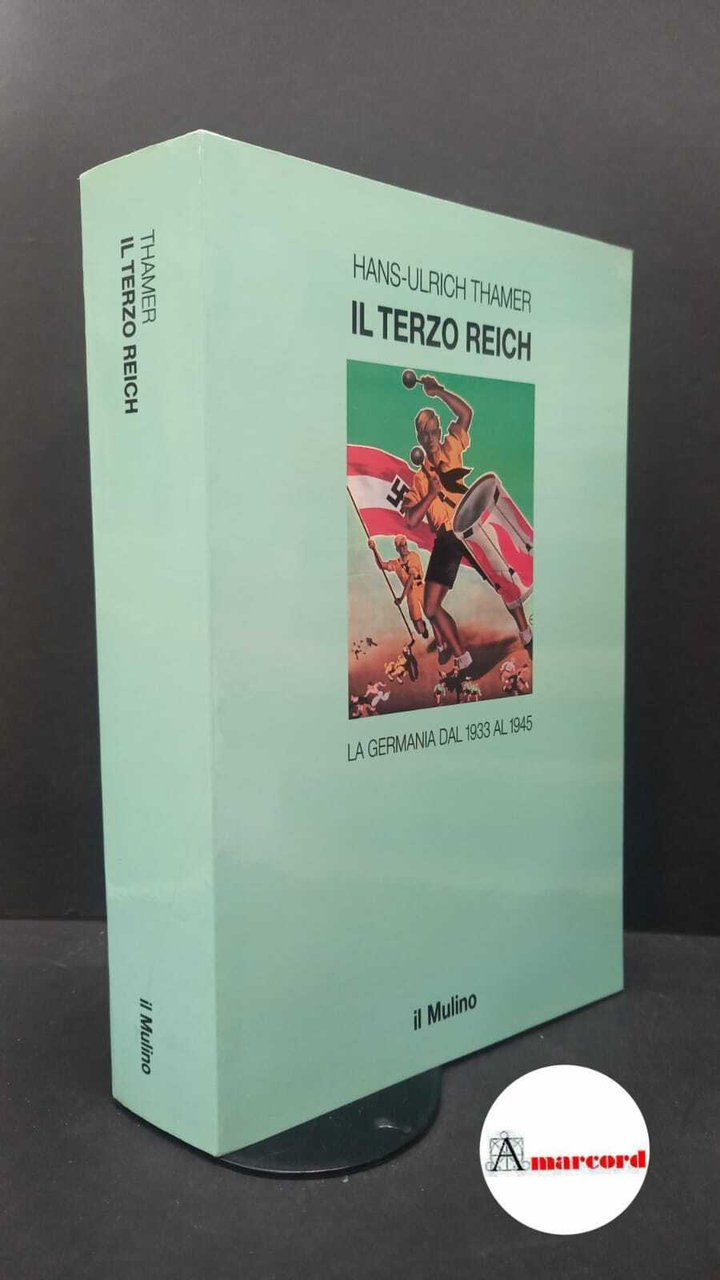 THAMER
IL TERZO REICH
il Mulino
HANS-ULRICH THAMER
IL TERZO REICH
LA GERMANIA DAL 1933 AL 1945
il Mulino
Amarcord